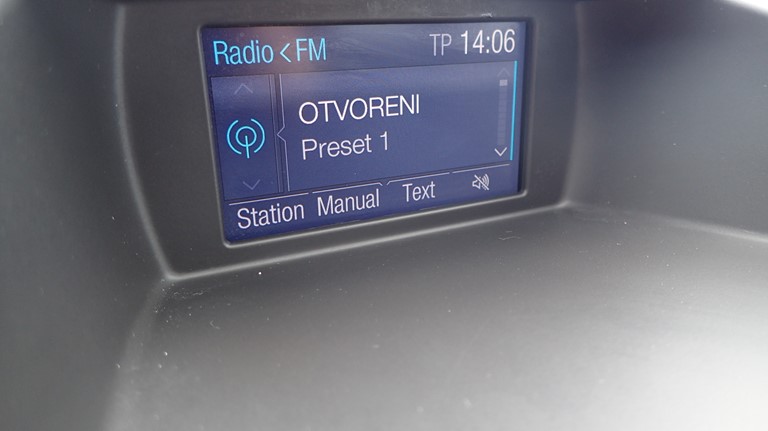 Radio < FM TP 14:06
OTVORENI
Preset 1
Station Manual Text